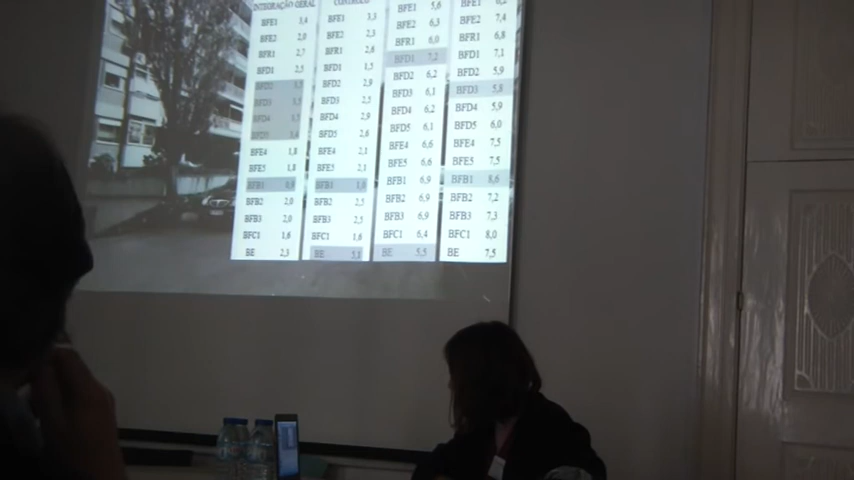 INTEGRAÇÃO GERAL CONTROLO
BFE1 3,4 BFE1 3,3 BFE1 5,6 BFE1 6,2
BFE2 2,0 BFE2 2,3 BFE2 6,3 BFE2 7,4
BFR1 2,7 BFR1 2,6 BFR1 6,0 BFR1 6,8
BFD1 2,5 BFD1 1,5 BFD1 7,2 BFD1 7,1
BFD2 BFD2 2,9 BFD2 6,2 BFD2 5,9
BFD3 BFD3 2,5 BFD3 6,1 BFD3 5,8
BFD4 BFD4 2,9 BFD4 6,2 BFD4 5,9
BFD5 BFD5 2,6 BFD5 6,1 BFD5 6,0
BFE4 1,8 BFE4 2,1 BFE4 6,6 BFE4 7,5
BFE5 1,8 BFE5 2,1 BFE5 6,6 BFE5 7,5
BFB1 0,9 BFB1 BFB1 6,9 BFB1 8,6
BFB2 2,0 BFB2 2,5 BFB2 6,9 BFB2 7,2
BFB3 2,0 BFB3 2,5 BFB3 6,9 BFB3 7,3
BFC1 1,6 BFC1 1,6 BFC1 6,4 BFC1 8,0
BE 2,3 BE BE 5,5 BE 7,5